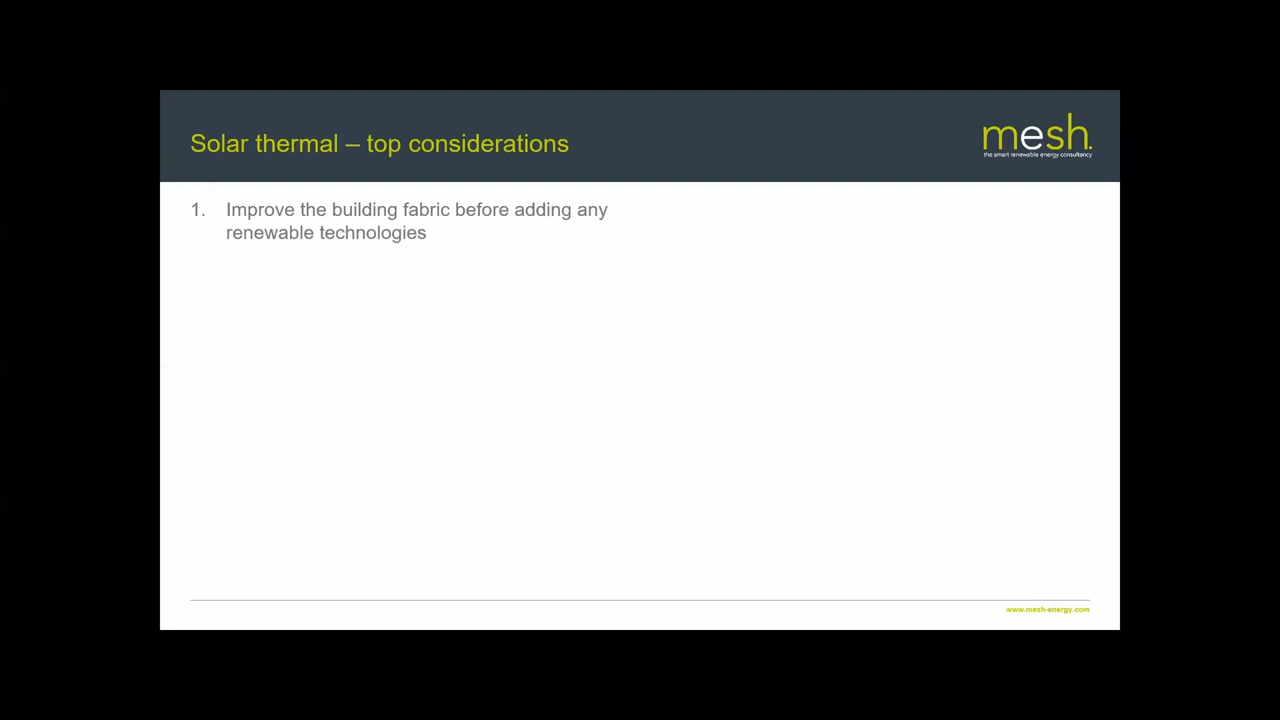 Solar thermal – top considerations
mesh.
the smart renewable energy consultancy
1. Improve the building fabric before adding any
renewable technologies
www.mesh-energy.com